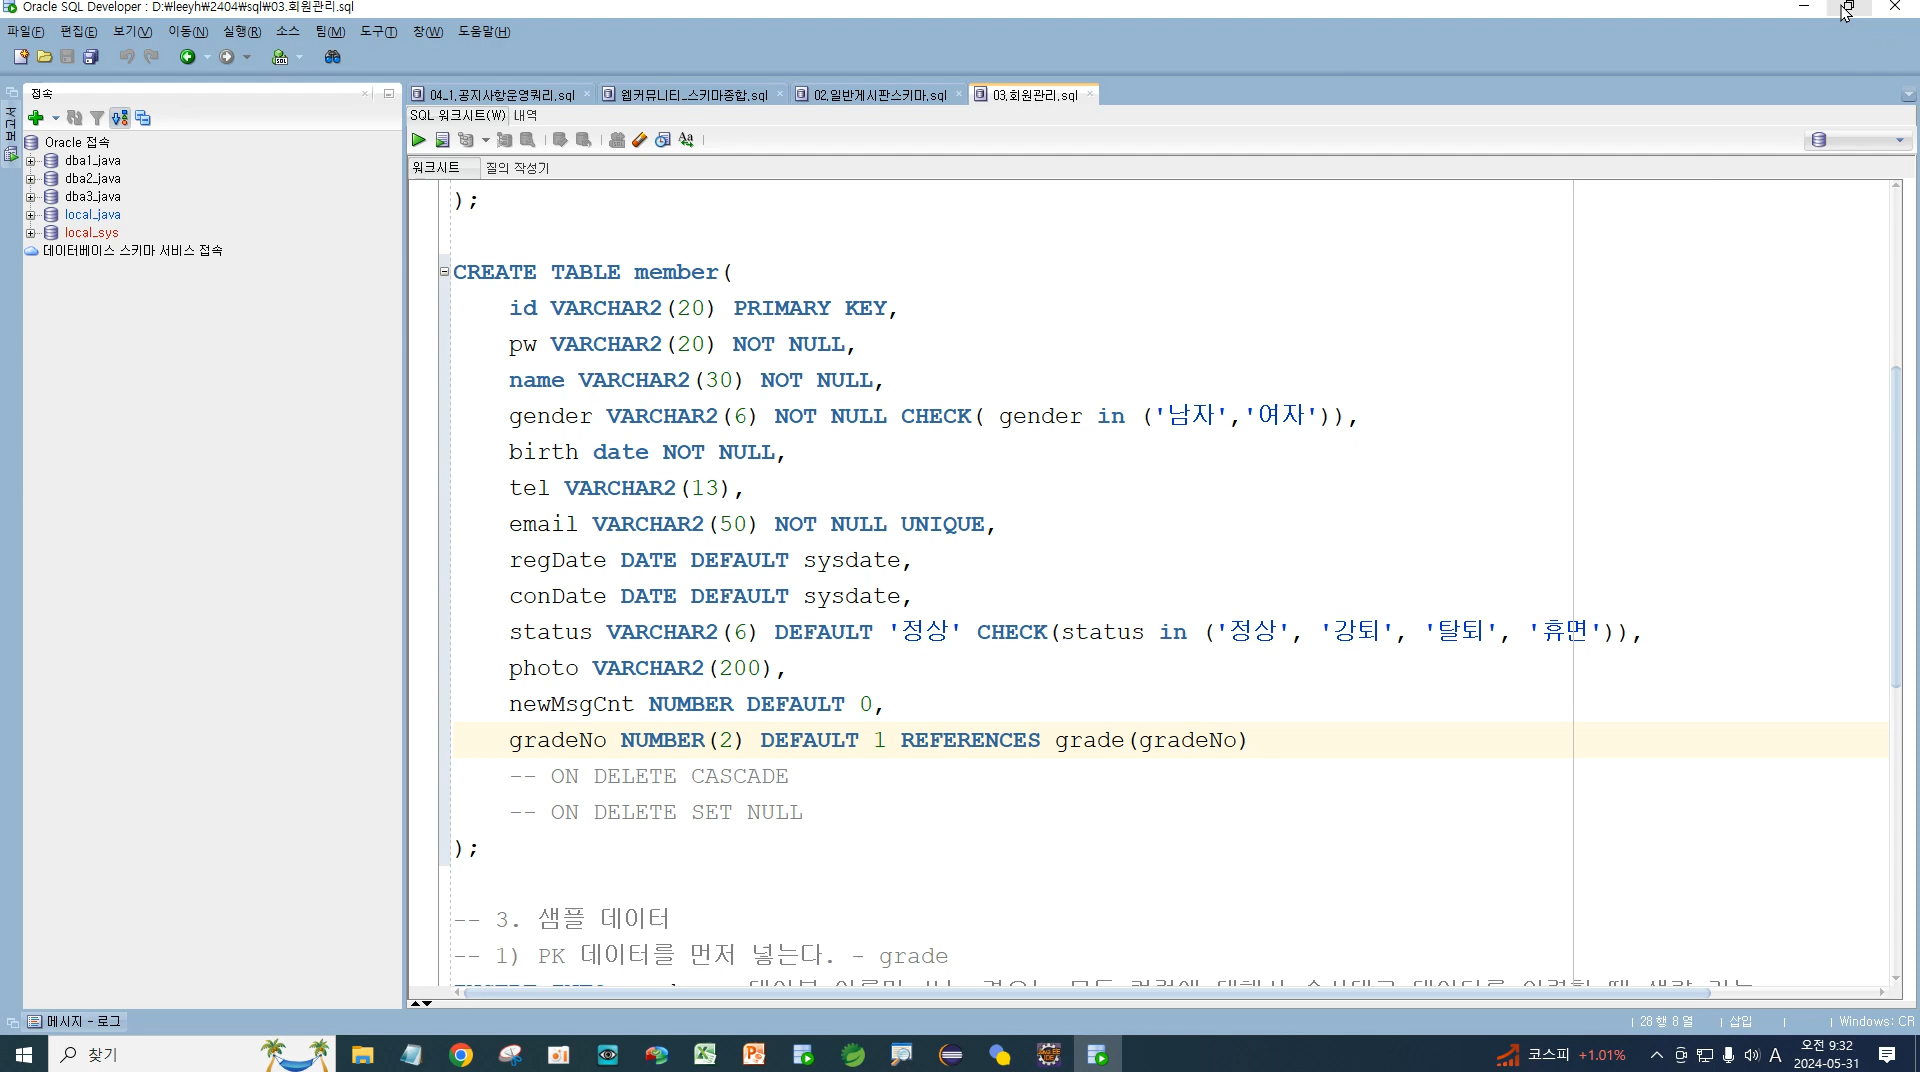 Oracle SQL Developer : D:₩leeyh₩2404₩sql₩03.회원관리.sql
파일(F) 편집(E) 보기(V) 이동(N) 실행(R) 소스 팀(M) 도구(T) 창(W) 도움말(H)
접속
04_1.공지사항운영쿼리.sql
웹커뮤니티_스키마종합.sql
02.일반게시판스키마.sql
03.회원관리.sql
SQL 워크시트(W) 내역
워크시트 질의 작성기
Oracle 접속
dba1_java
dba2_java
dba3_java
local_java
local_sys
데이터베이스 스키마 서비스 접속
);
CREATE TABLE member(
id VARCHAR2(20) PRIMARY KEY,
pw VARCHAR2(20) NOT NULL,
name VARCHAR2(30) NOT NULL,
gender VARCHAR2(6) NOT NULL CHECK( gender in ('남자','여자')),
birth date NOT NULL,
tel VARCHAR2(13),
email VARCHAR2(50) NOT NULL UNIQUE,
regDate DATE DEFAULT sysdate,
conDate DATE DEFAULT sysdate,
status VARCHAR2(6) DEFAULT '정상' CHECK(status in ('정상', '강퇴', '탈퇴', '휴면')),
photo VARCHAR2(200),
newMsgCnt NUMBER DEFAULT 0,
gradeNo NUMBER(2) DEFAULT 1 REFERENCES grade(gradeNo)
-- ON DELETE CASCADE
-- ON DELETE SET NULL
);
-- 3. 샘플 데이터
-- 1) PK 데이터를 먼저 넣는다. - grade
메시지 - 로그
28행 8열
삽입
Windows: CR
찾기
코스피 +1.01%
A
오전 9:32
2024-05-31